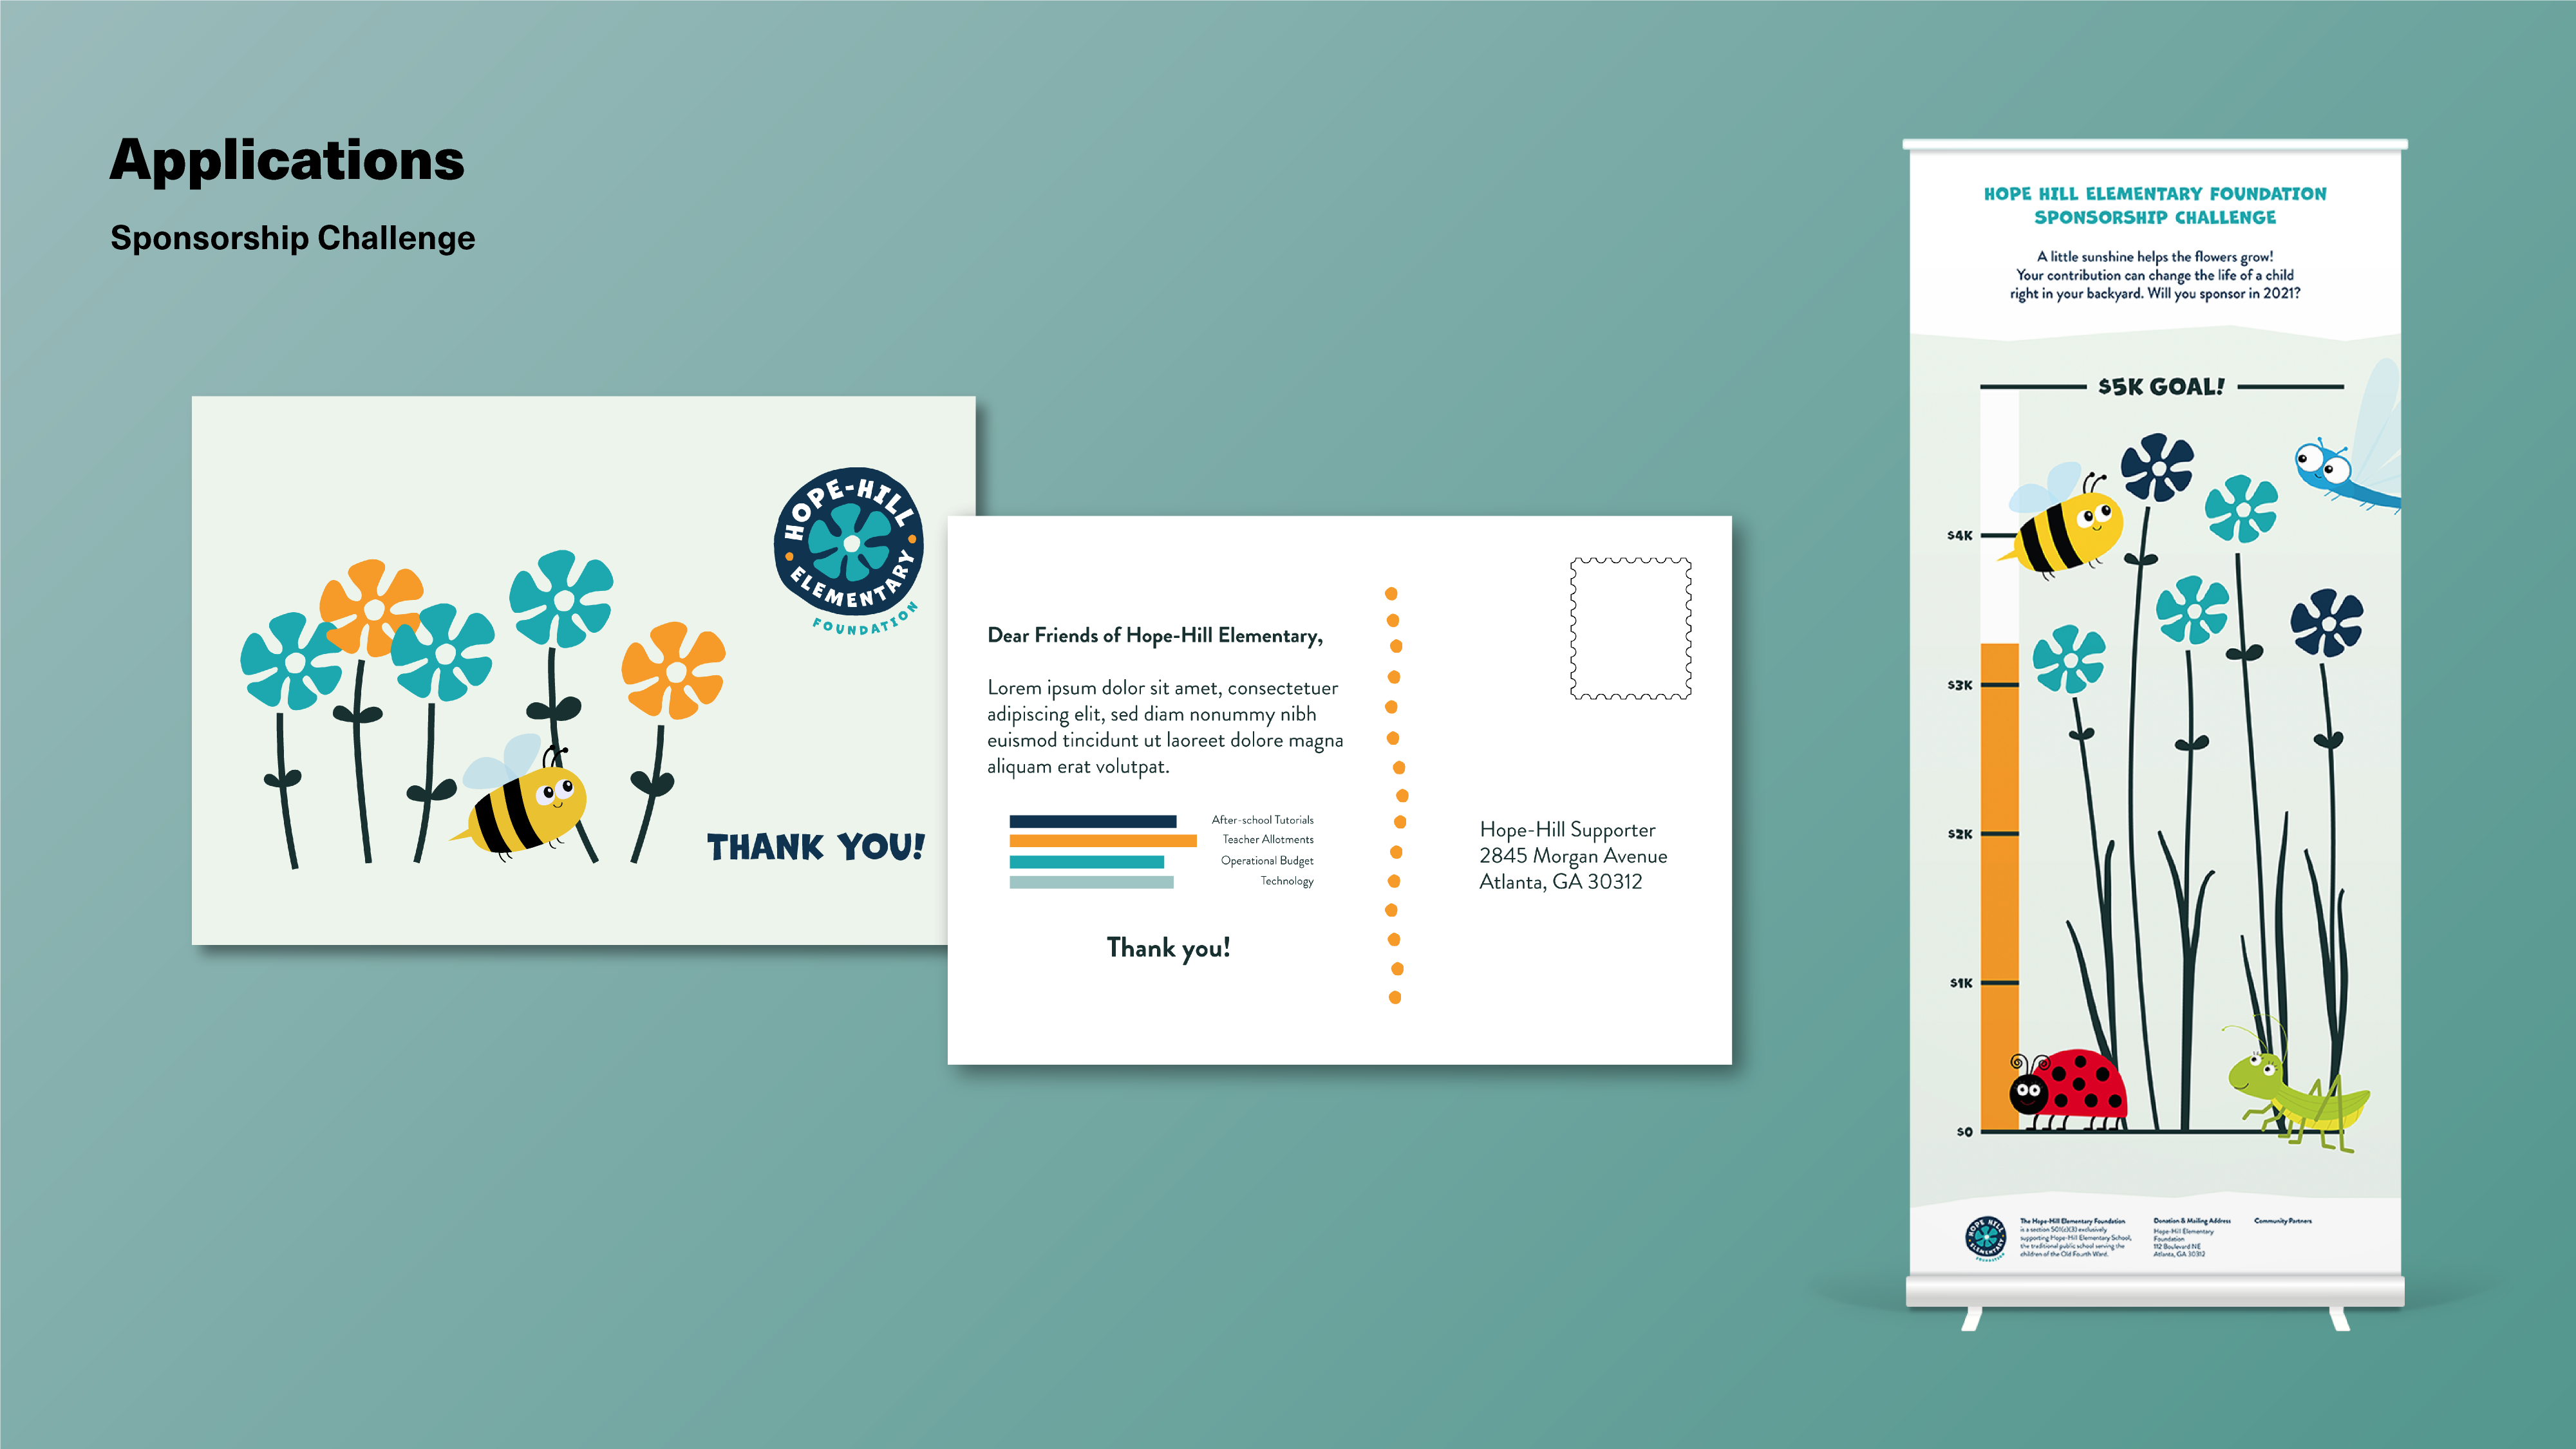 Applications
Sponsorship Challenge
HOPE-HILL
ELEMENTARY
FOUNDATION
THANK YOU!
Dear Friends of Hope-Hill Elementary,
Lorem ipsum dolor sit amet, consectetuer
adipiscing elit, sed diam nonummy nibh
euismod tincidunt ut laoreet dolore magna
aliquam erat volutpat.
After-school Tutorials
Teacher Allotments
Operational Budget
Technology
Thank you!
Hope-Hill Supporter
2845 Morgan Avenue
Atlanta, GA 30312
HOPE HILL ELEMENTARY FOUNDATION
SPONSORSHIP CHALLENGE
A little sunshine helps the flowers grow!
Your contribution can change the life of a child
right in your backyard. Will you sponsor in 2021?
$5K GOAL!
$4K
$3K
$2K
$1K
$0
HOPE HILL
ELEMENTARY
FOUNDATION
The Hope-Hill Elementary Foundation
is a section 501(c)(3) exclusively
supporting Hope-Hill Elementary School,
the traditional public school serving the
children of the Old Fourth Ward.
Donation & Mailing Address
Hope-Hill Elementary
Foundation
112 Boulevard NE
Atlanta, GA 30312
Community Partners